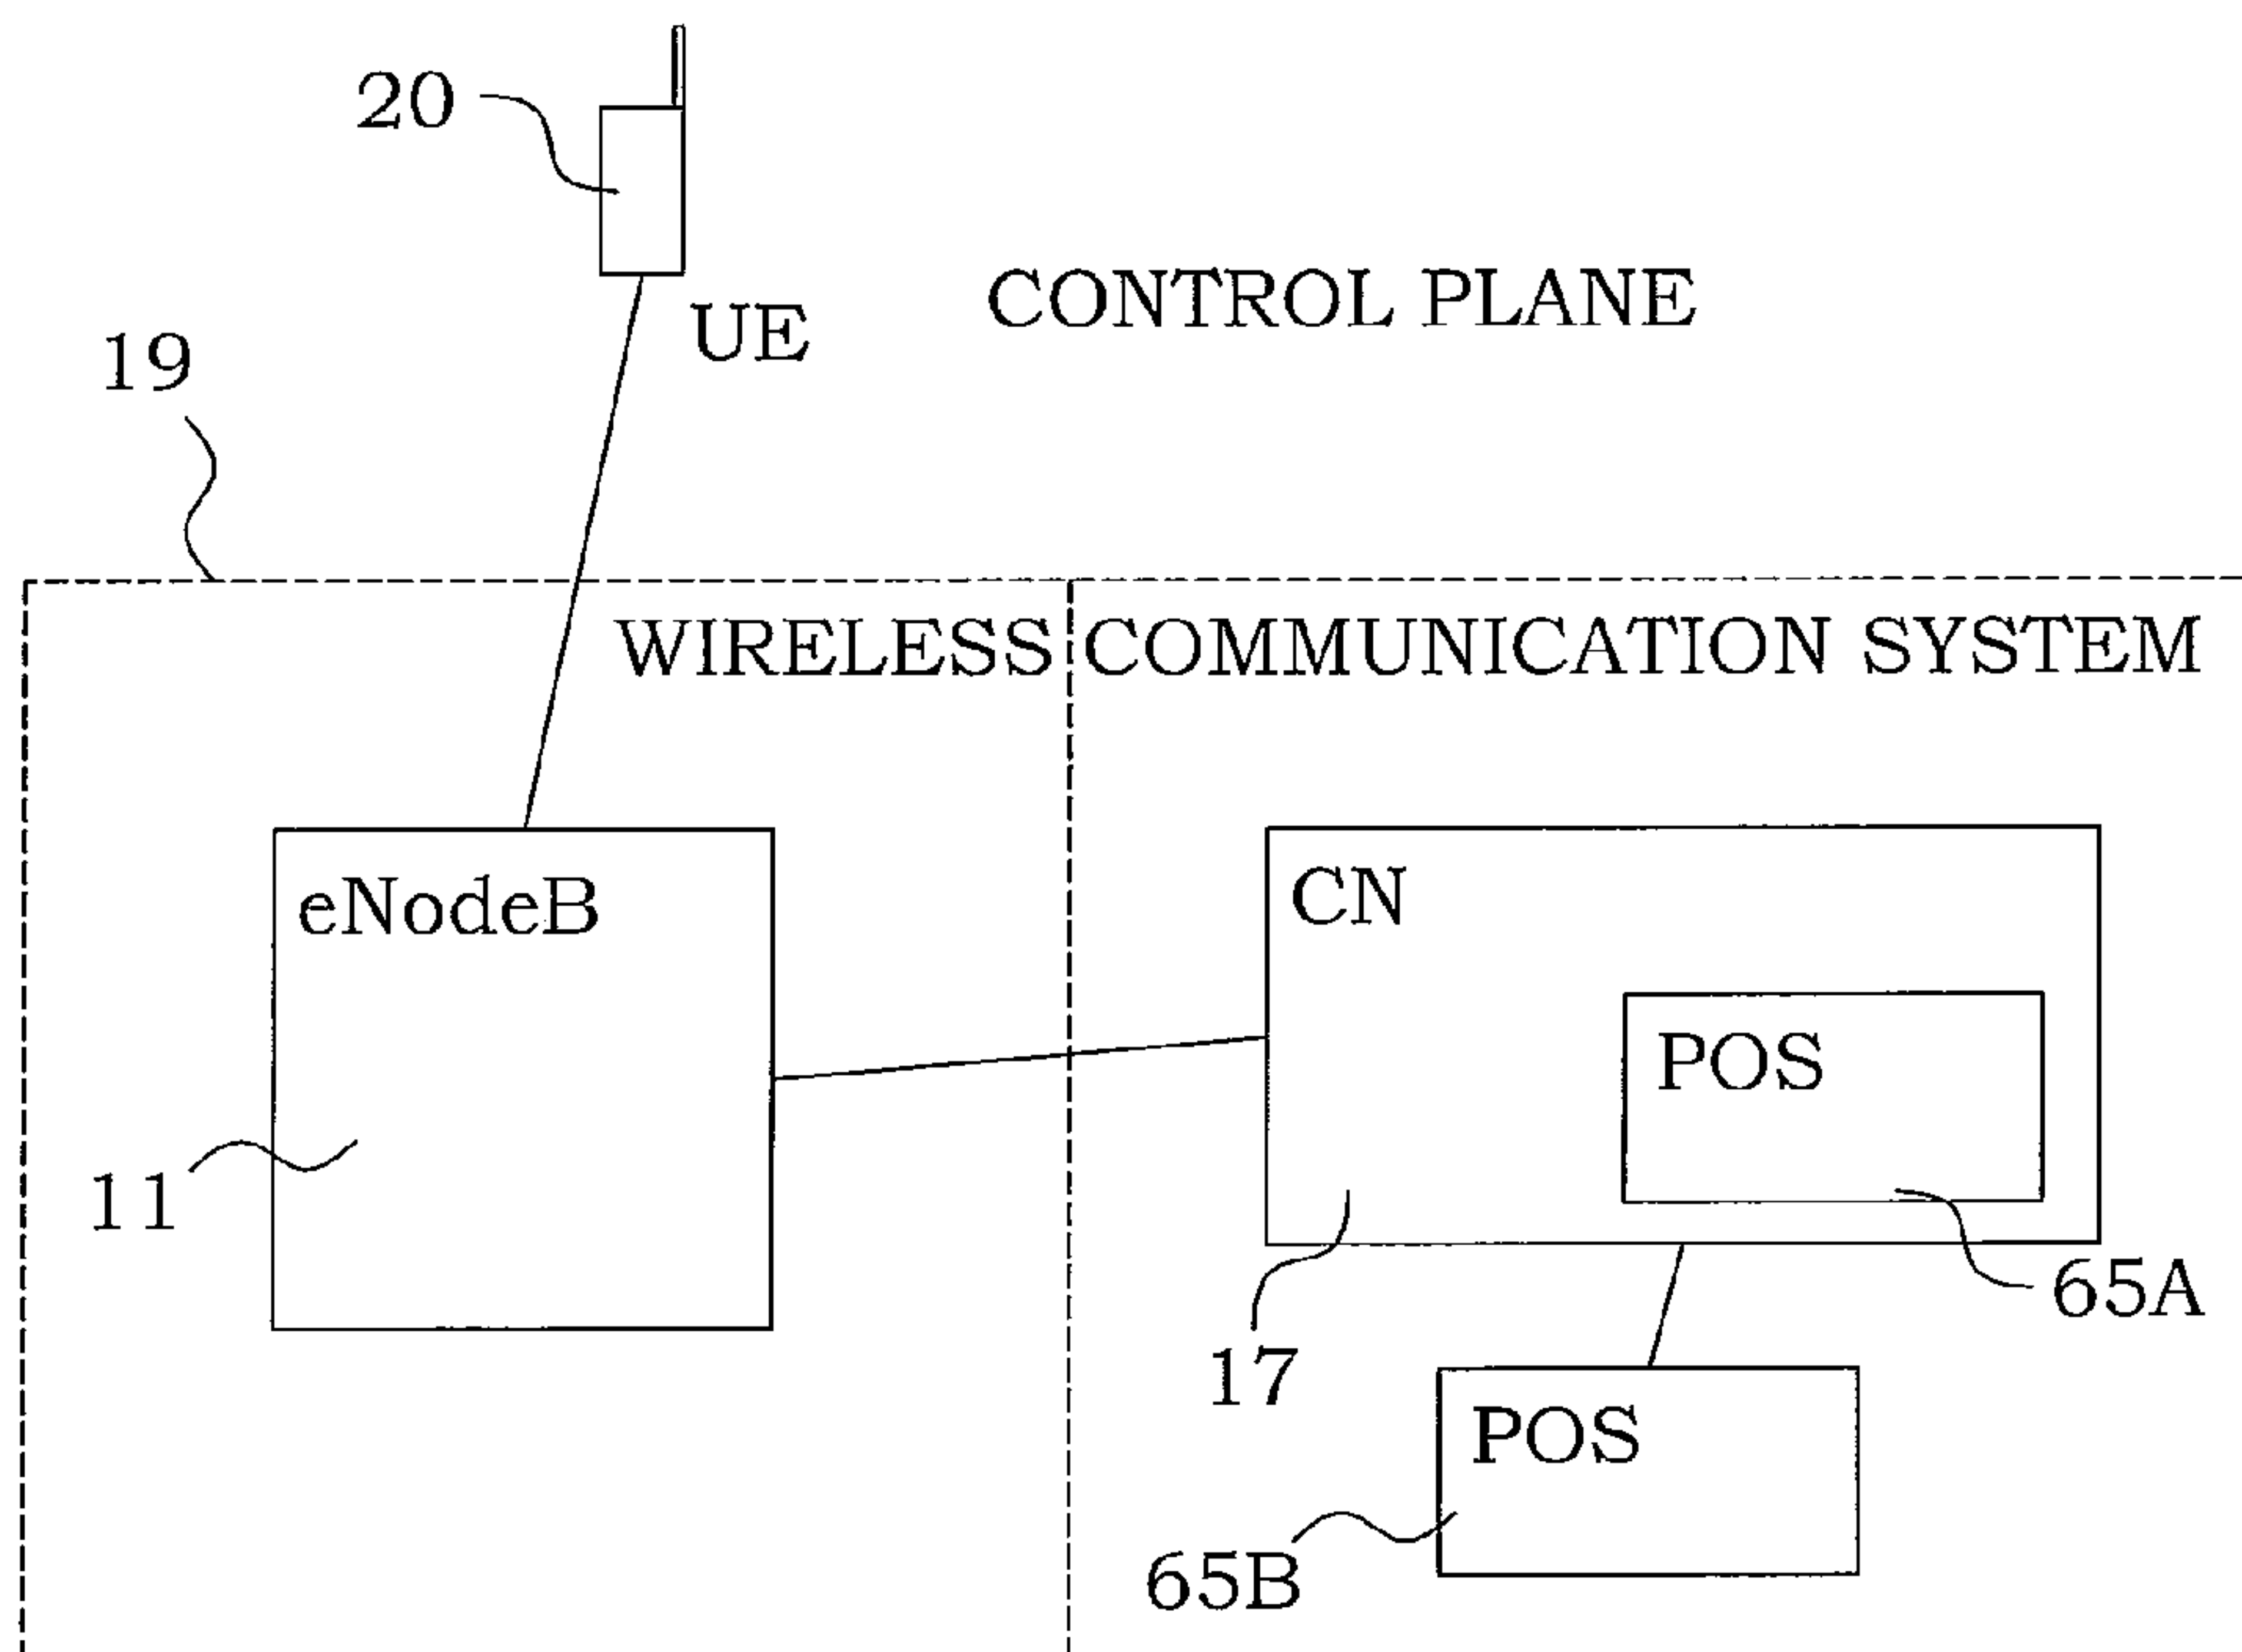 20
UE
CONTROL PLANE
19
WIRELESS COMMUNICATION SYSTEM
eNodeB
CN
POS
11
65A
17
POS
65B